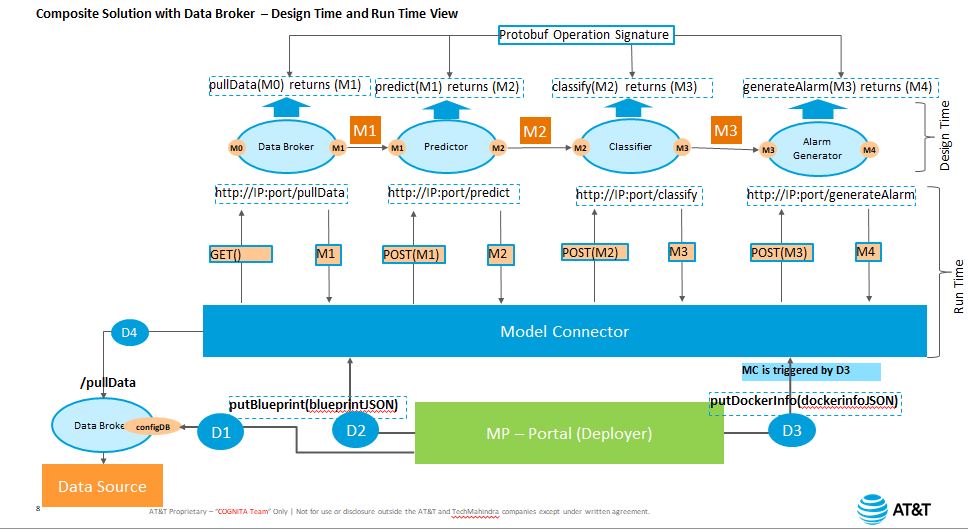 Composite Solution with Data Broker – Design Time and Run Time View
Protobuf Operation Signature
pullData(M0) returns (M1)
predict(M1) returns (M2)
classify(M2) returns (M3)
generateAlarm(M3) returns (M4)
M1
M2
M3
M0
Data Broker
M1
M1
Predictor
M2
M2
Classifier
M3
M3
Alarm
Generator
M4
Design Time
http://IP:port/pullData
http://IP:port/predict
http://IP:port/classify
http://IP:port/generateAlarm
GET()
M1
POST(M1)
M2
POST(M2)
M3
POST(M3)
M4
Run Time
Model Connector
D4
MC is triggered by D3
/pullData
putBlueprint(blueprintJSON)
putDockerInfo(dockerinfoJSON)
Data Broke
configDB
D1
D2
MP – Portal (Deployer)
D3
Data Source
8
AT&T Proprietary – "COGNITA Team" Only | Not for use or disclosure outside the AT&T and TechMahindra companies except under written agreement.
AT&T